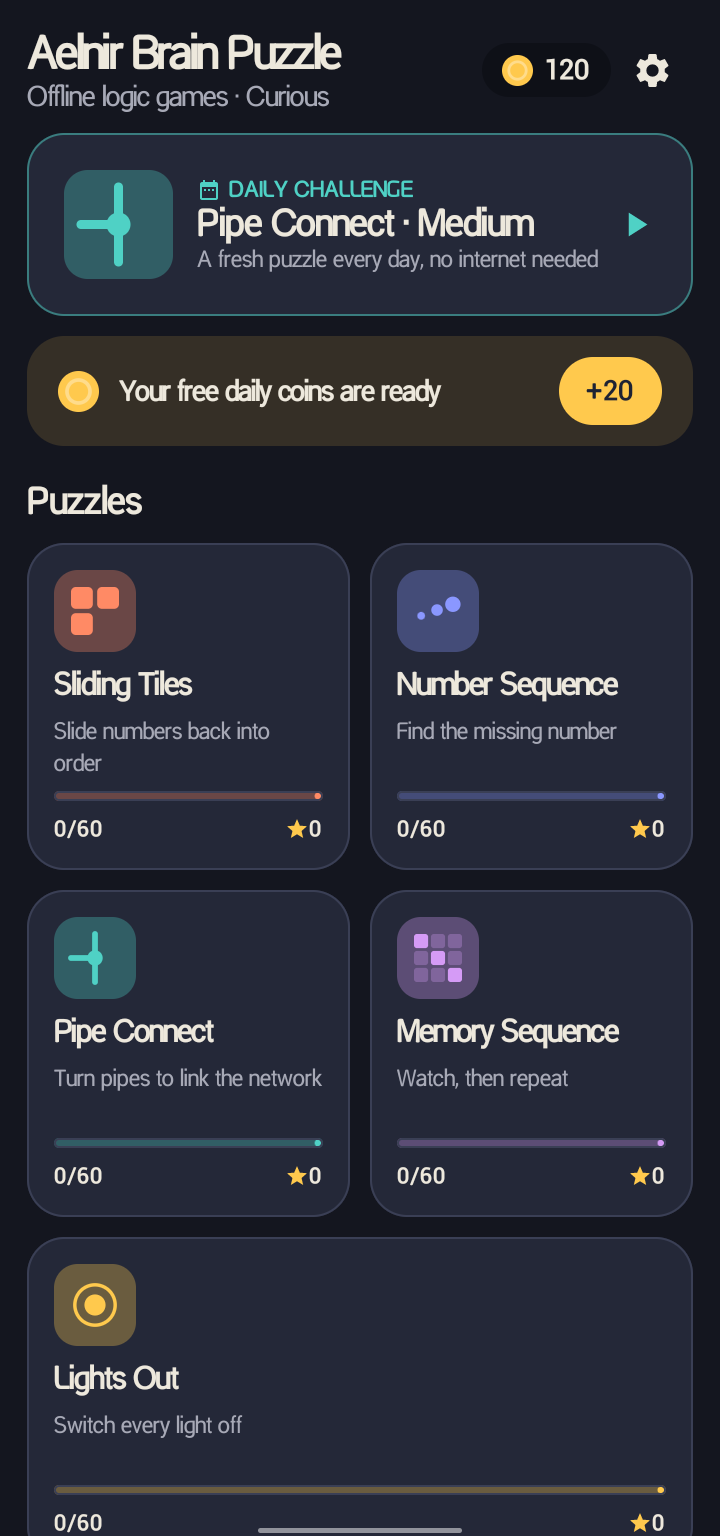 Aelnir Brain Puzzle
Offline logic games · Curious
120
DAILY CHALLENGE
Pipe Connect · Medium
A fresh puzzle every day, no internet needed
Your free daily coins are ready
+20
Puzzles
Sliding Tiles
Slide numbers back into
order
0/60
0
Number Sequence
Find the missing number
0/60
0
Pipe Connect
Turn pipes to link the network
0/60
0
Memory Sequence
Watch, then repeat
0/60
0
Lights Out
Switch every light off
0/60
0